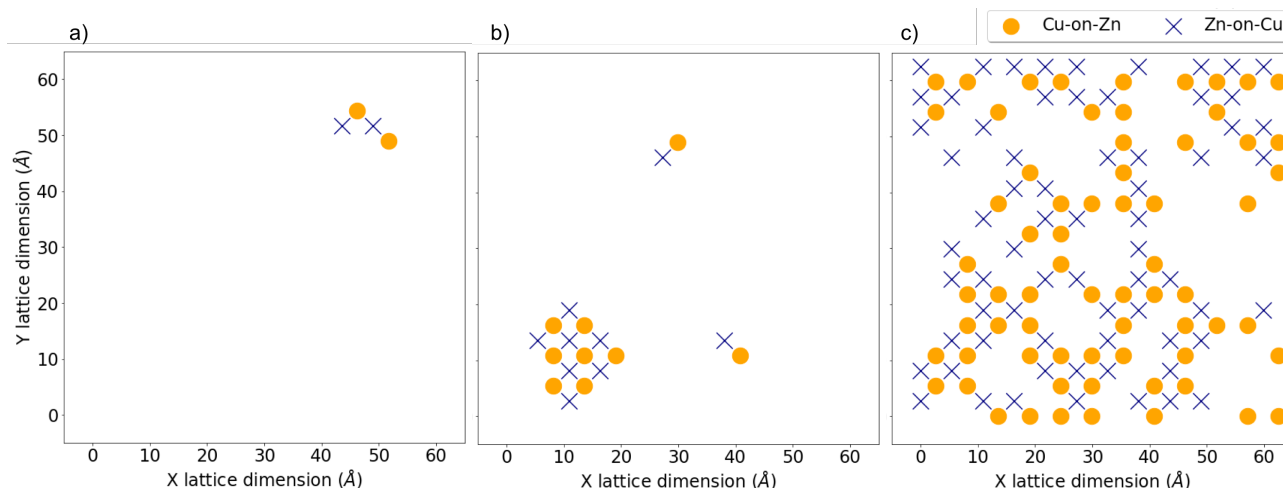 a)
b)
c)
Cu-on-Zn
Zn-on-Cu
Y lattice dimension (Å)
60
50
40
30
20
10
0
0 10 20 30 40 50 60
X lattice dimension (Å)
0 10 20 30 40 50 60
X lattice dimension (Å)
0 10 20 30 40 50 60
X lattice dimension (Å)